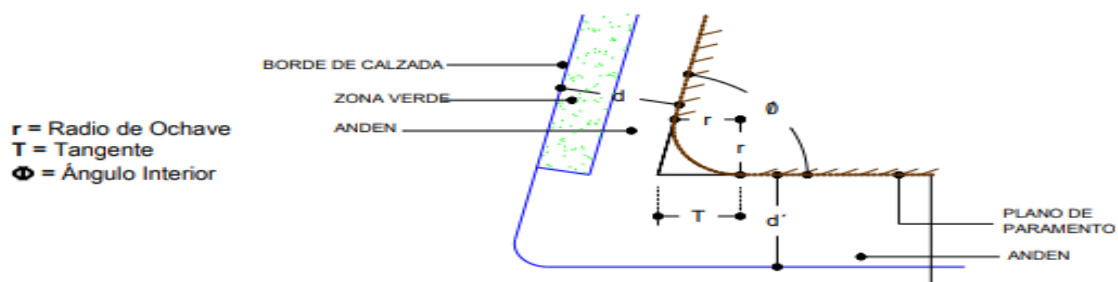 BORDE DE CALZADA
ZONA VERDE
ANDEN
r = Radio de Ochave
T = Tangente
Φ = Ángulo Interior
d
r
Φ
r
T
d´
PLANO DE
PARAMENTO
ANDEN